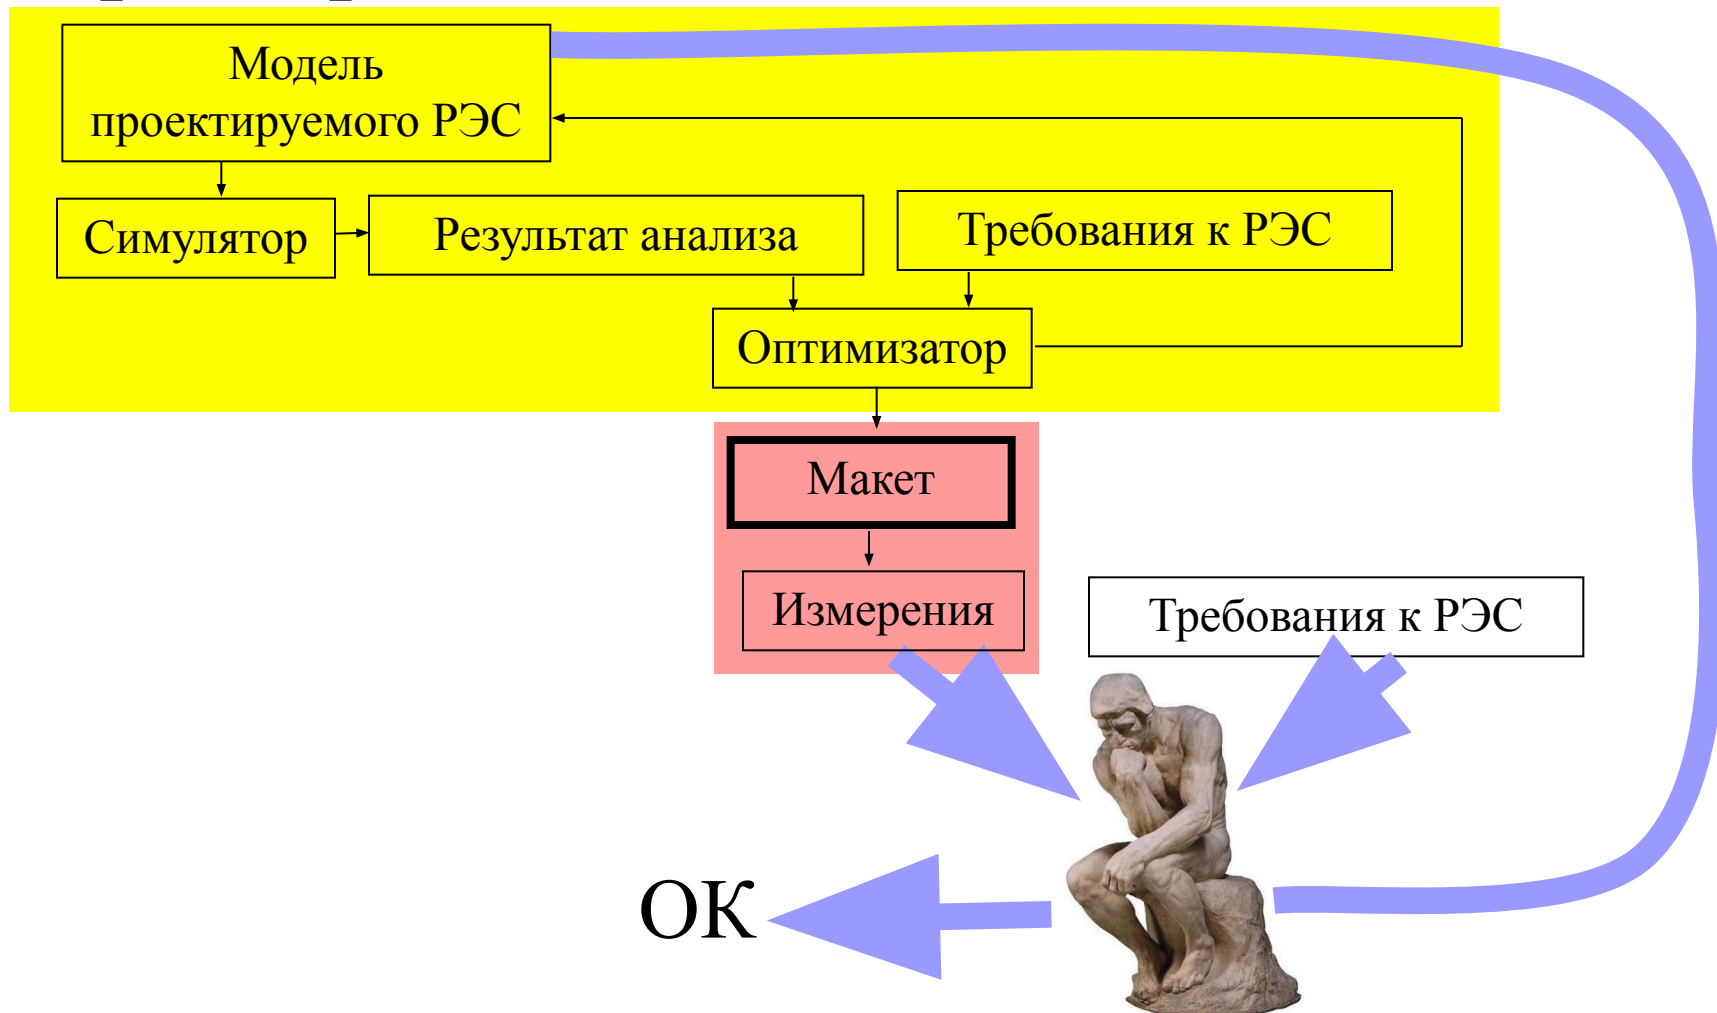 Модель
проектируемого РЭС
Симулятор
Результат анализа
Требования к РЭС
Оптимизатор
Макет
Измерения
Требования к РЭС
ОК